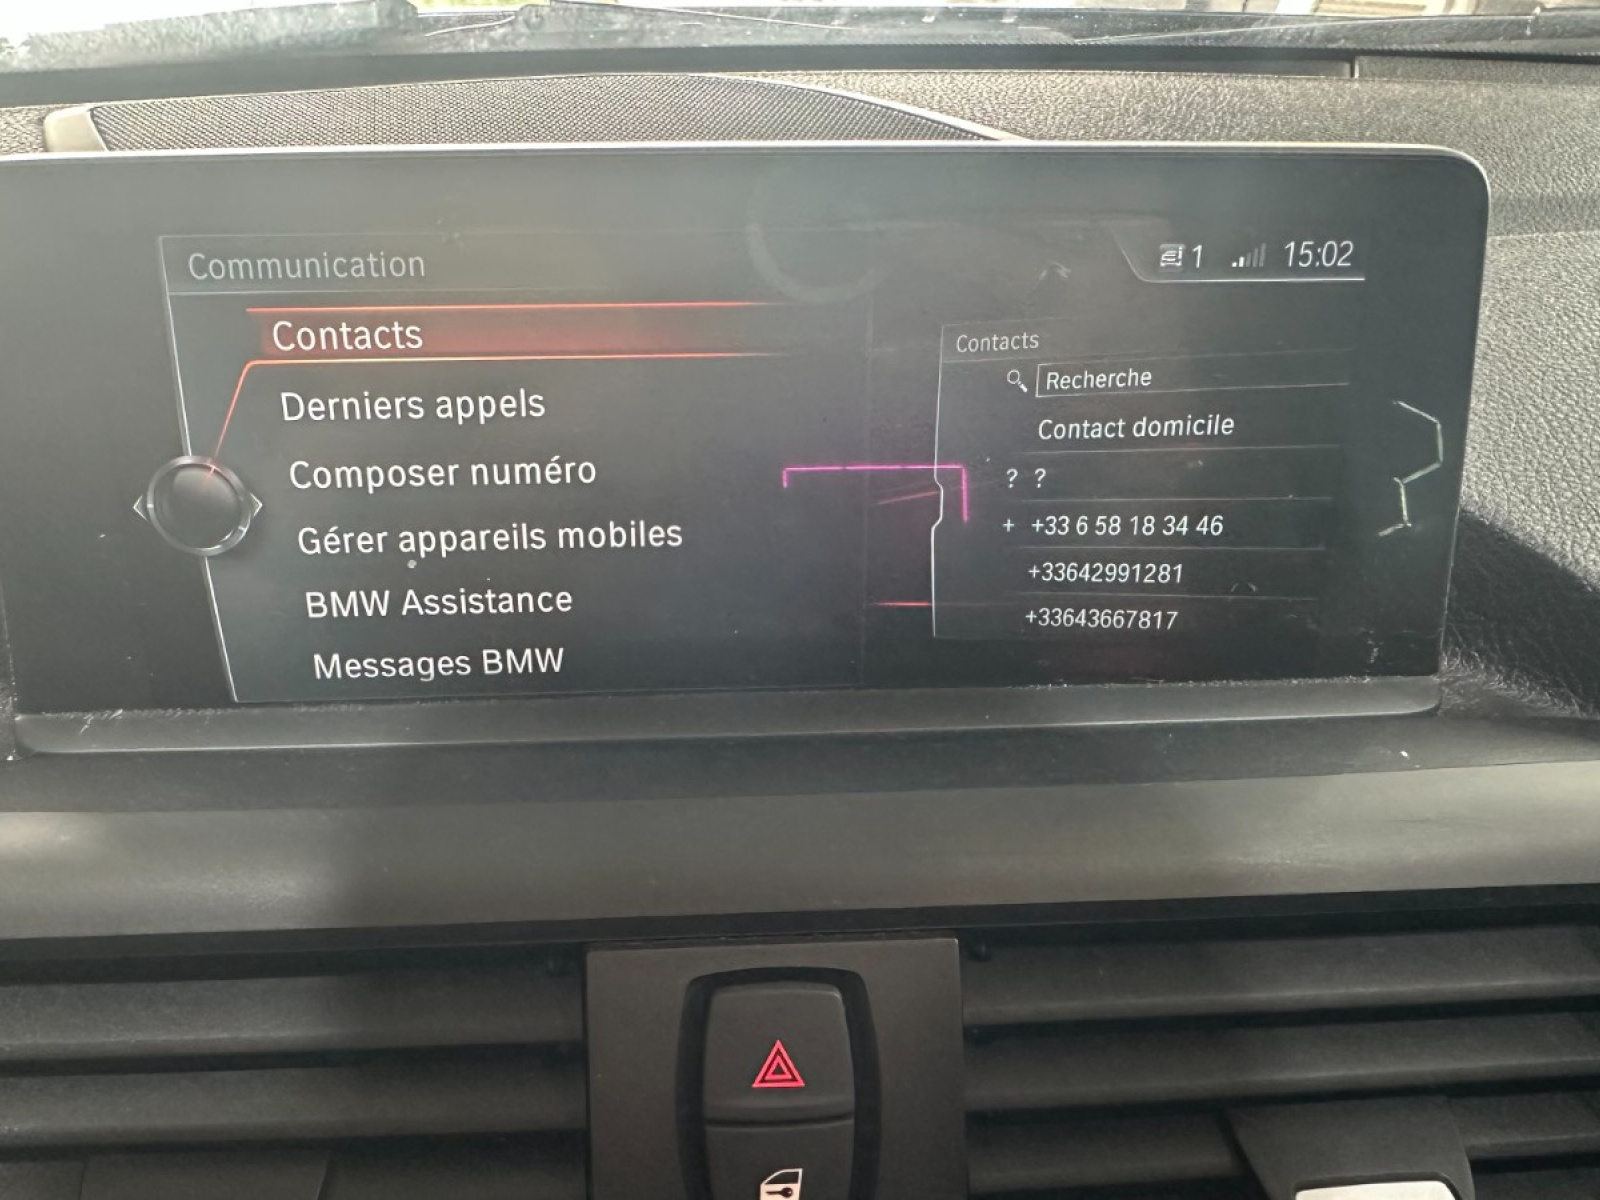 Communication
1 15:02
Contacts
Derniers appels
Composer numéro
Gérer appareils mobiles
BMW Assistance
Messages BMW
Contacts
Recherche
Contact domicile
? ?
+ +33 6 58 18 34 46
+33642991281
+33643667817